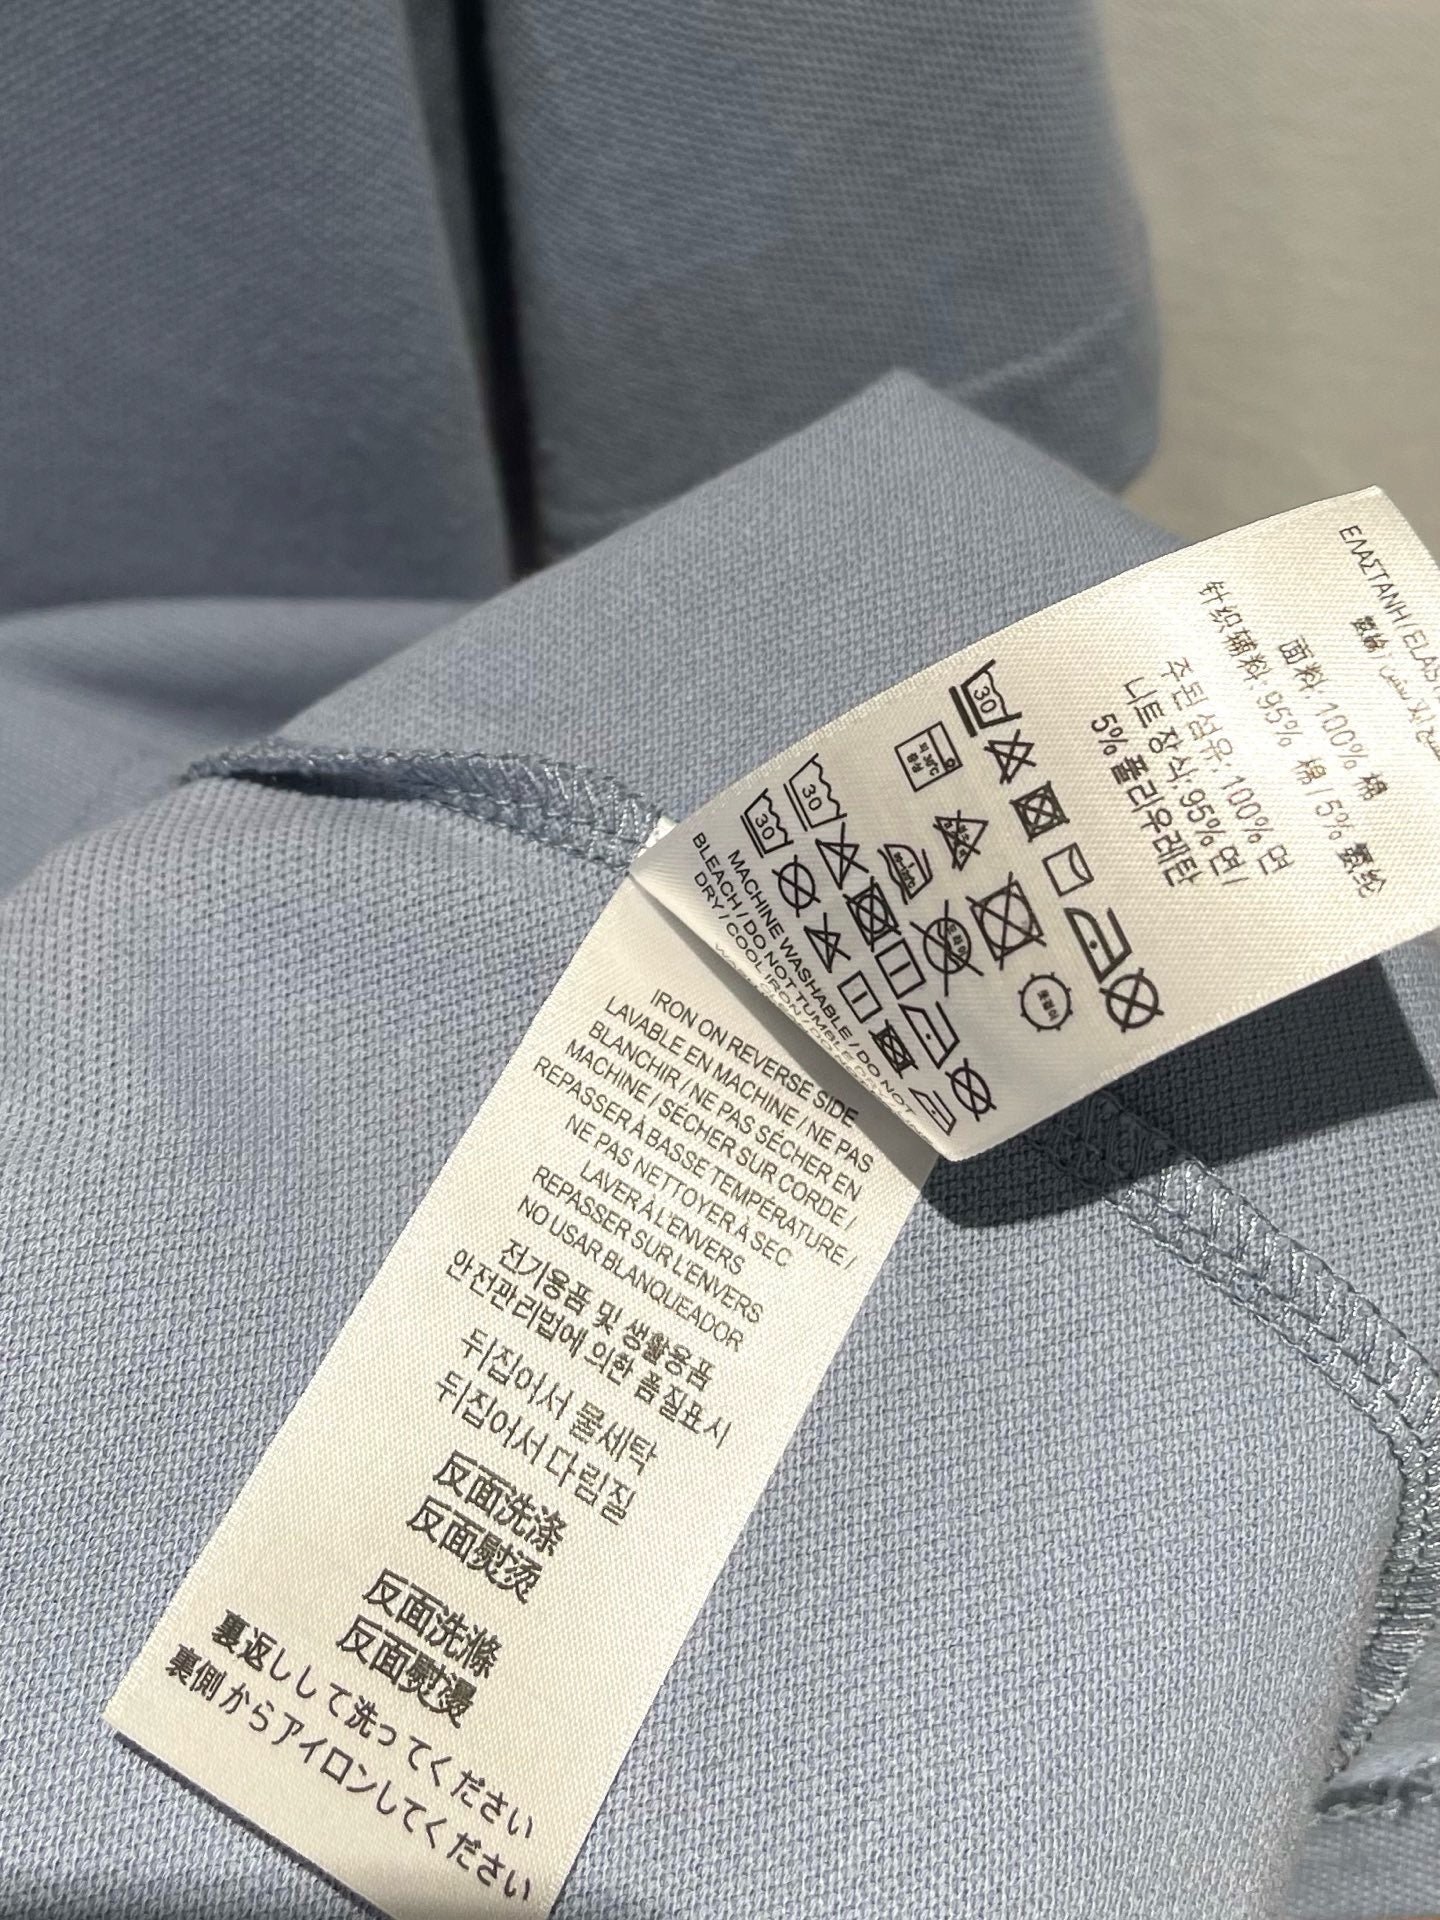 ΕΛΑΣΤΑΝΗ / ELAST
面料: 100% 棉
针织辅料: 95% 棉 / 5% 氨纶
주된 섬유: 100% 면
니트 장식: 95% 면 /
5% 폴리우레탄
30
30
30
MACHINE WASHABLE / DO NOT
BLEACH / DO NOT TUMBLE
DRY / COOL IRON /
IRON ON REVERSE SIDE
LAVABLE EN MACHINE / NE PAS
BLANCHIR / NE PAS SÉCHER EN
MACHINE / SÉCHER SUR CORDE /
REPASSER À BASSE TEMPÉRATURE /
NE PAS NETTOYER À SEC
LAVER À L'ENVERS
REPASSER SUR L'ENVERS
NO USAR BLANQUEADOR
전기용품 및 생활용품
안전관리법에 의한 품질표시
뒤집어서 물세탁
뒤집어서 다림질
反面洗涤
反面熨烫
反面洗滌
反面熨燙
裏返しして洗ってください
裏側からアイロンしてください